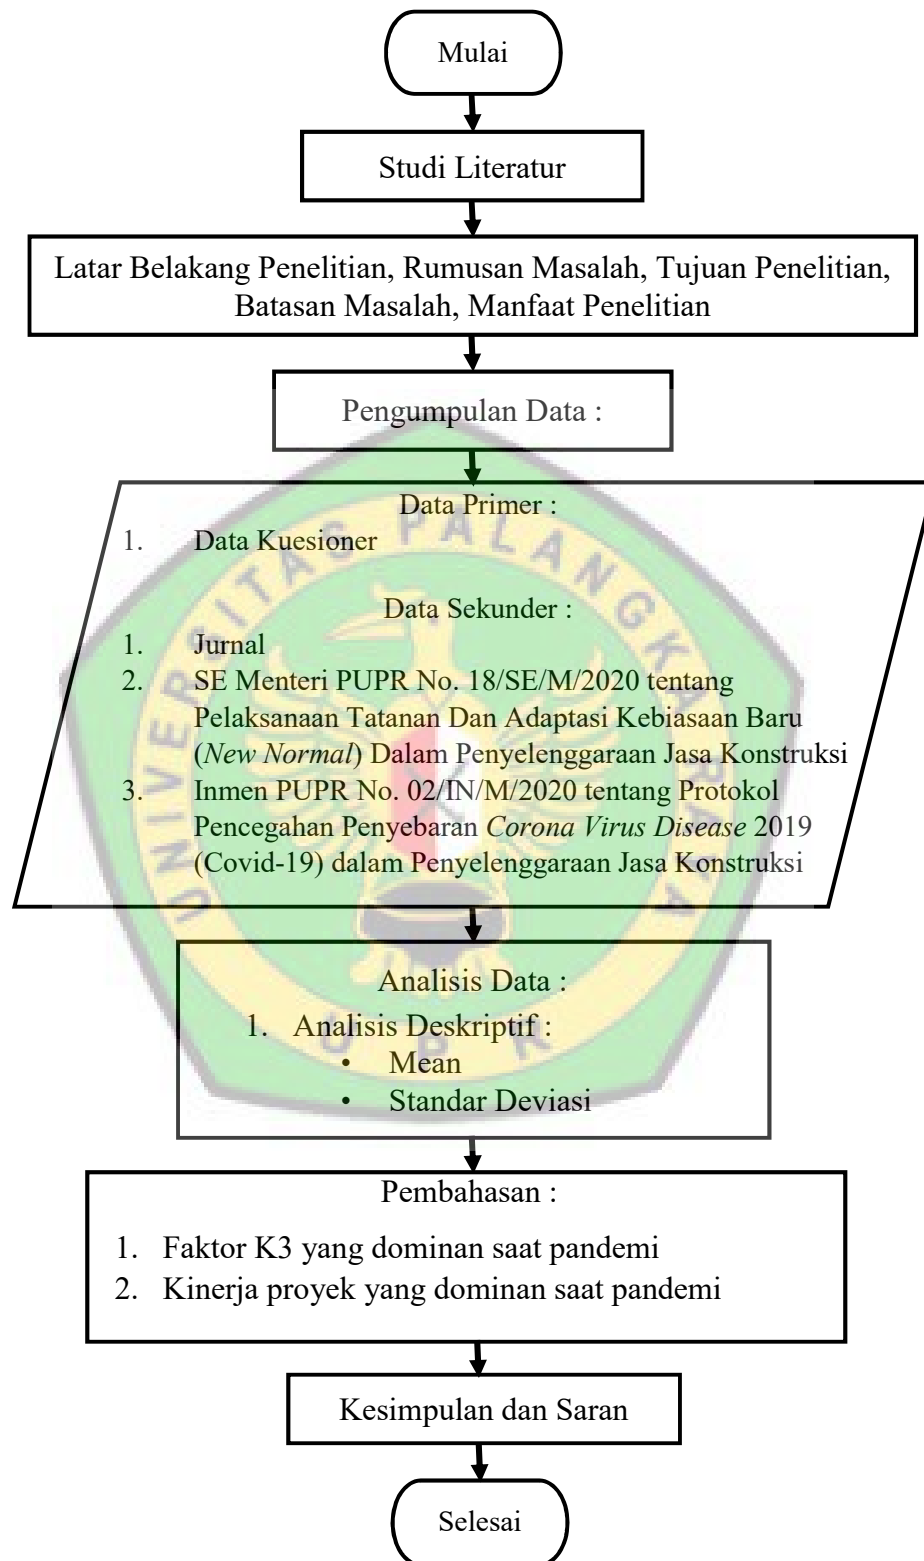 Mulai
Studi Literatur
Latar Belakang Penelitian, Rumusan Masalah, Tujuan Penelitian,
Batasan Masalah, Manfaat Penelitian
Pengumpulan Data :
Data Primer :
1. Data Kuesioner
Data Sekunder :
1. Jurnal
2. SE Menteri PUPR No. 18/SE/M/2020 tentang
Pelaksanaan Tatanan Dan Adaptasi Kebiasaan Baru
(New Normal) Dalam Penyelenggaraan Jasa Konstruksi
3. Inmen PUPR No. 02/IN/M/2020 tentang Protokol
Pencegahan Penyebaran Corona Virus Disease 2019
(Covid-19) dalam Penyelenggaraan Jasa Konstruksi
Analisis Data :
1. Analisis Deskriptif :
• Mean
• Standar Deviasi
Pembahasan :
1. Faktor K3 yang dominan saat pandemi
2. Kinerja proyek yang dominan saat pandemi
Kesimpulan dan Saran
Selesai
UNIVERSITAS PALANGKA RAYA
UPR